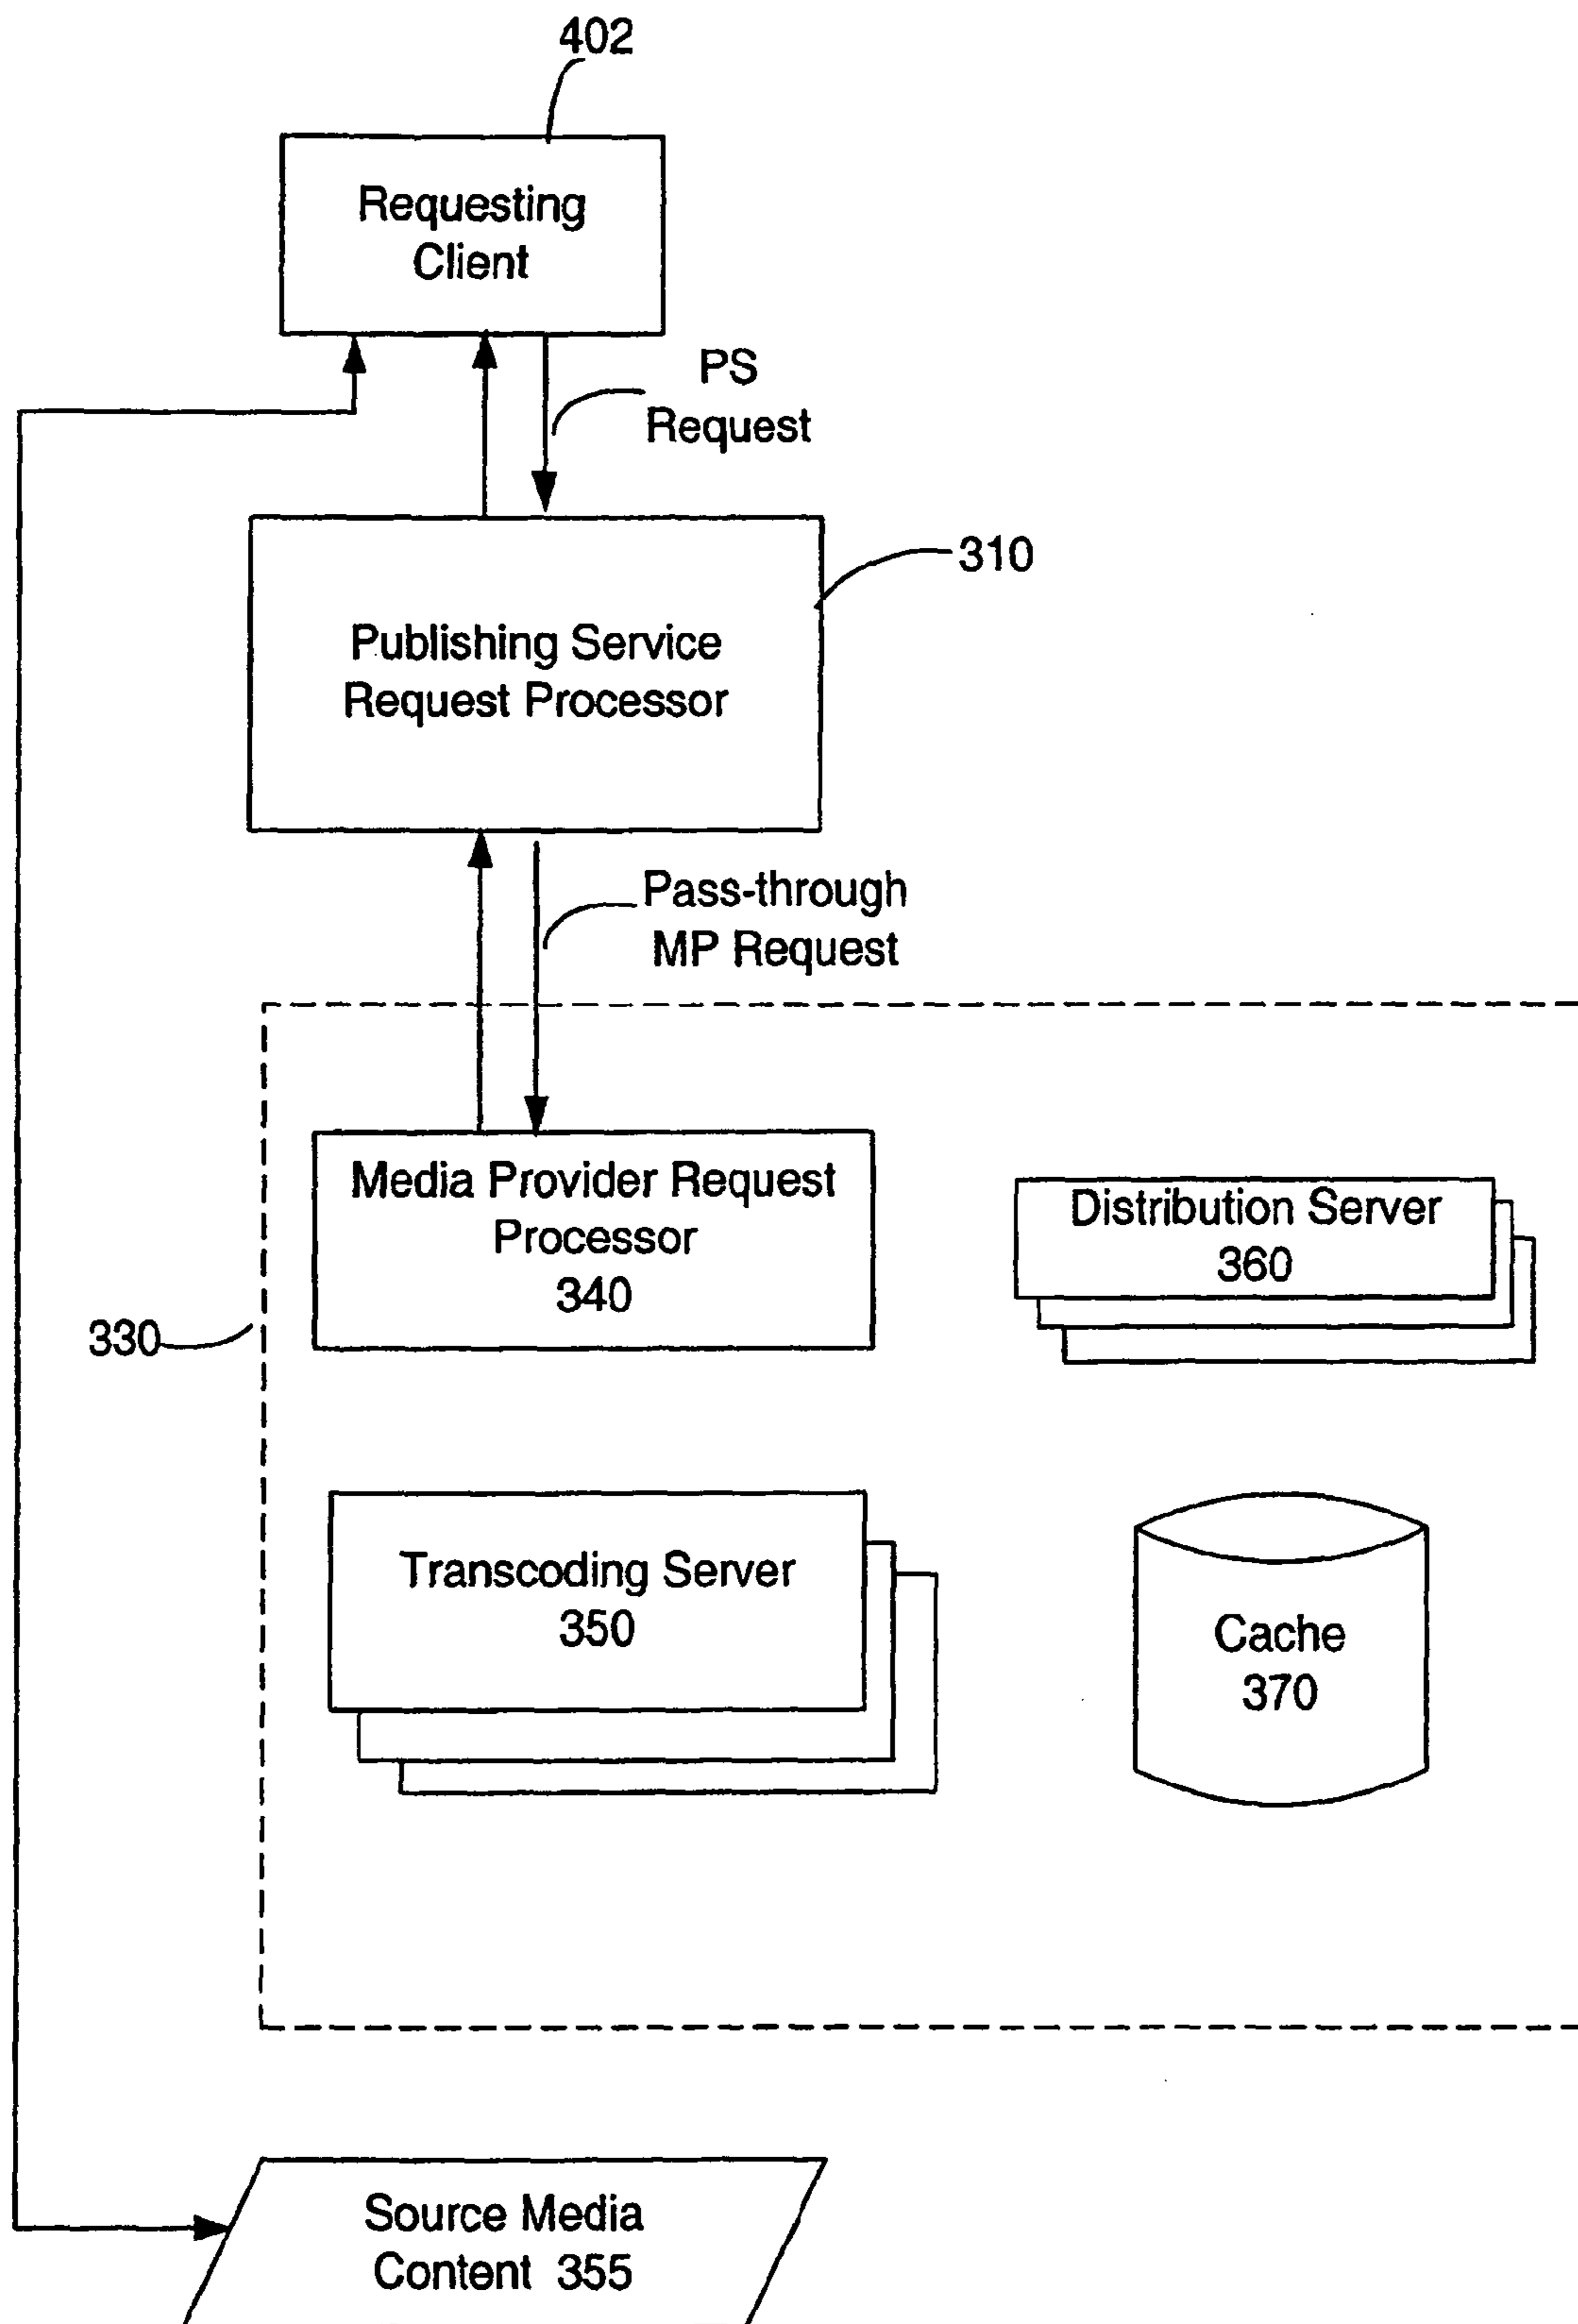 402
Requesting
Client
PS
Request
310
Publishing Service
Request Processor
Pass-through
MP Request
Media Provider Request
Processor
340
Distribution Server
360
330
Transcoding Server
350
Cache
370
Source Media
Content 355